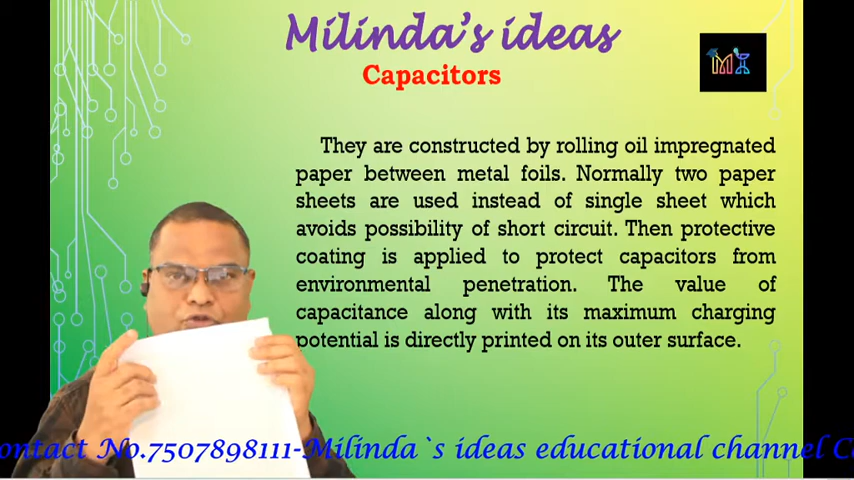 Milinda's ideas
Capacitors
MI
They are constructed by rolling oil impregnated
paper between metal foils. Normally two paper
sheets are used instead of single sheet which
avoids possibility of short circuit. Then protective
coating is applied to protect capacitors from
environmental penetration. The value of
capacitance along with its maximum charging
potential is directly printed on its outer surface.
ontact No.7507898111-Milinda`s ideas educational channel C